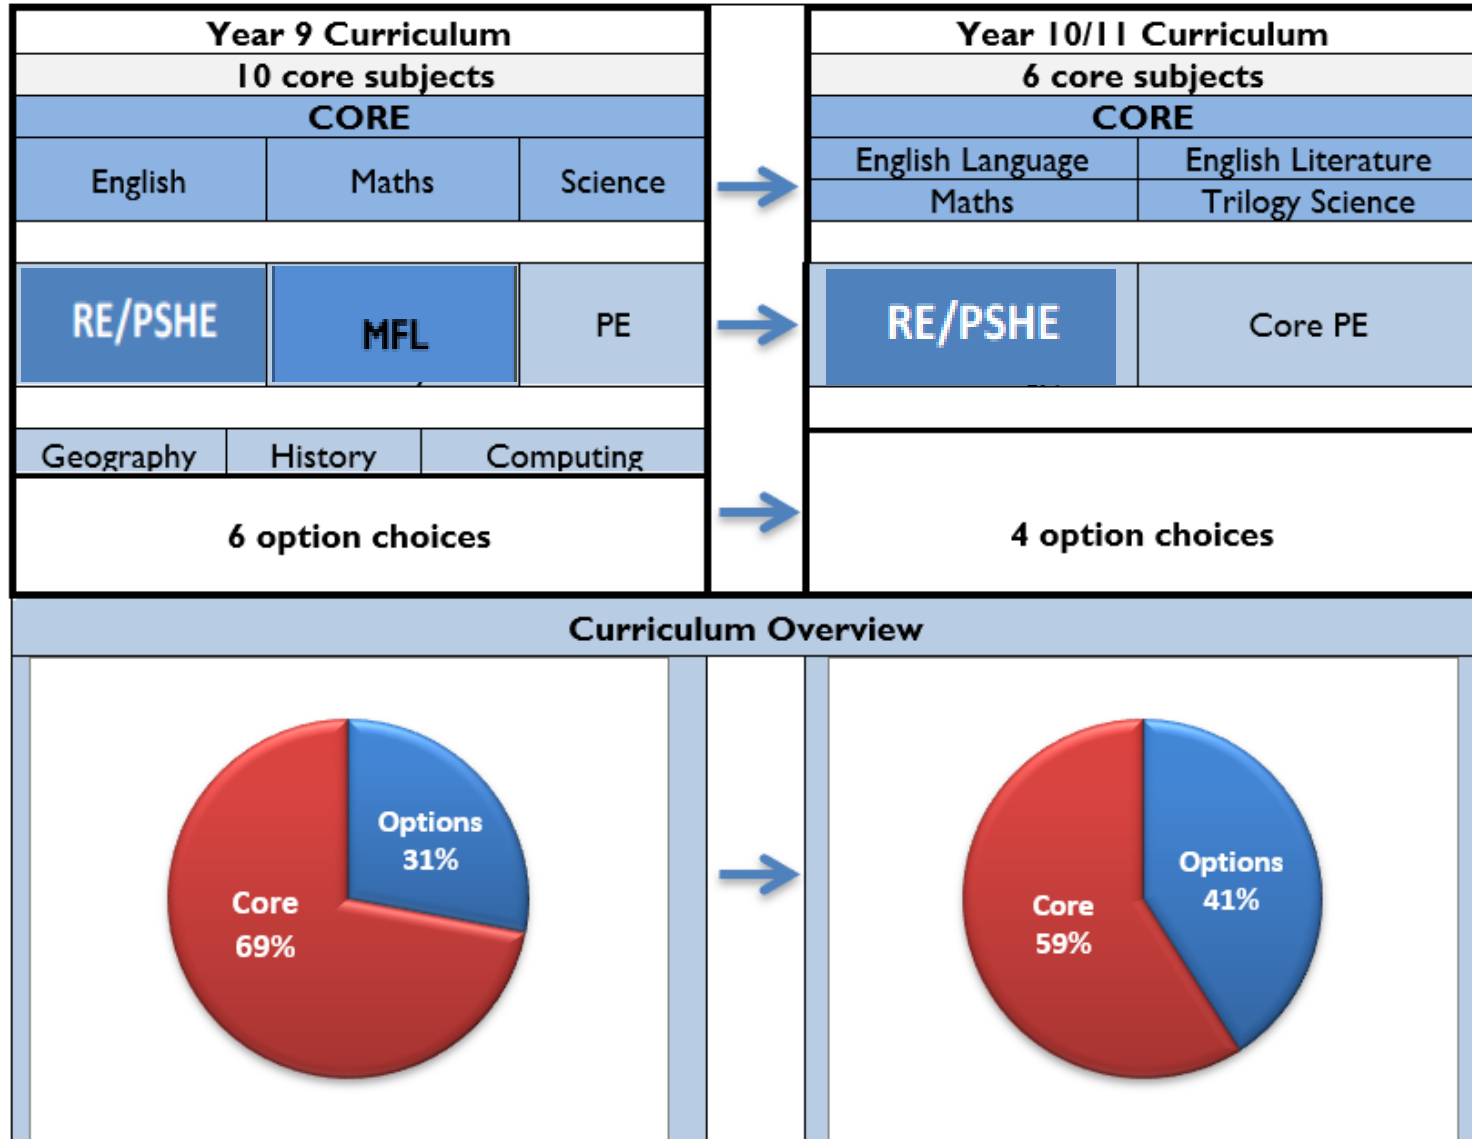 Year 9 Curriculum
10 core subjects
CORE
English Maths Science
RE/PSHE MFL PE
Geography History Computing
6 option choices
Year 10/11 Curriculum
6 core subjects
CORE
English Language English Literature
Maths Trilogy Science
RE/PSHE Core PE
4 option choices
Curriculum Overview
Options
31%
Core
69%
Options
41%
Core
59%